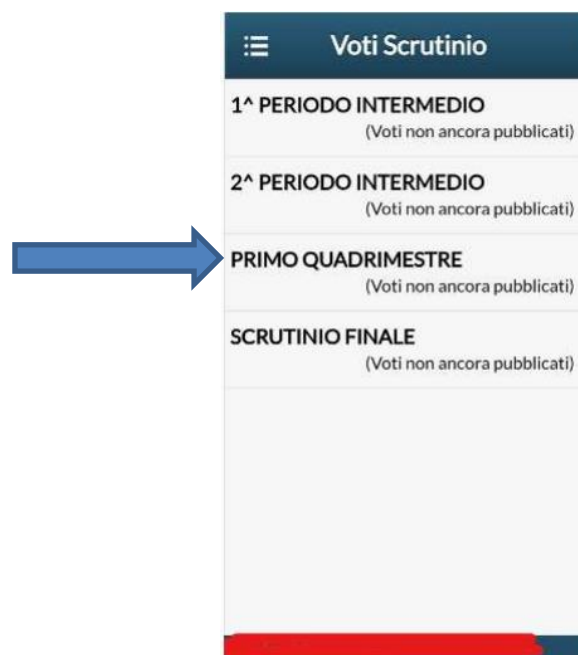 Voti Scrutinio
1^ PERIODO INTERMEDIO
(Voti non ancora pubblicati)
2^ PERIODO INTERMEDIO
(Voti non ancora pubblicati)
PRIMO QUADRIMESTRE
(Voti non ancora pubblicati)
SCRUTINIO FINALE
(Voti non ancora pubblicati)